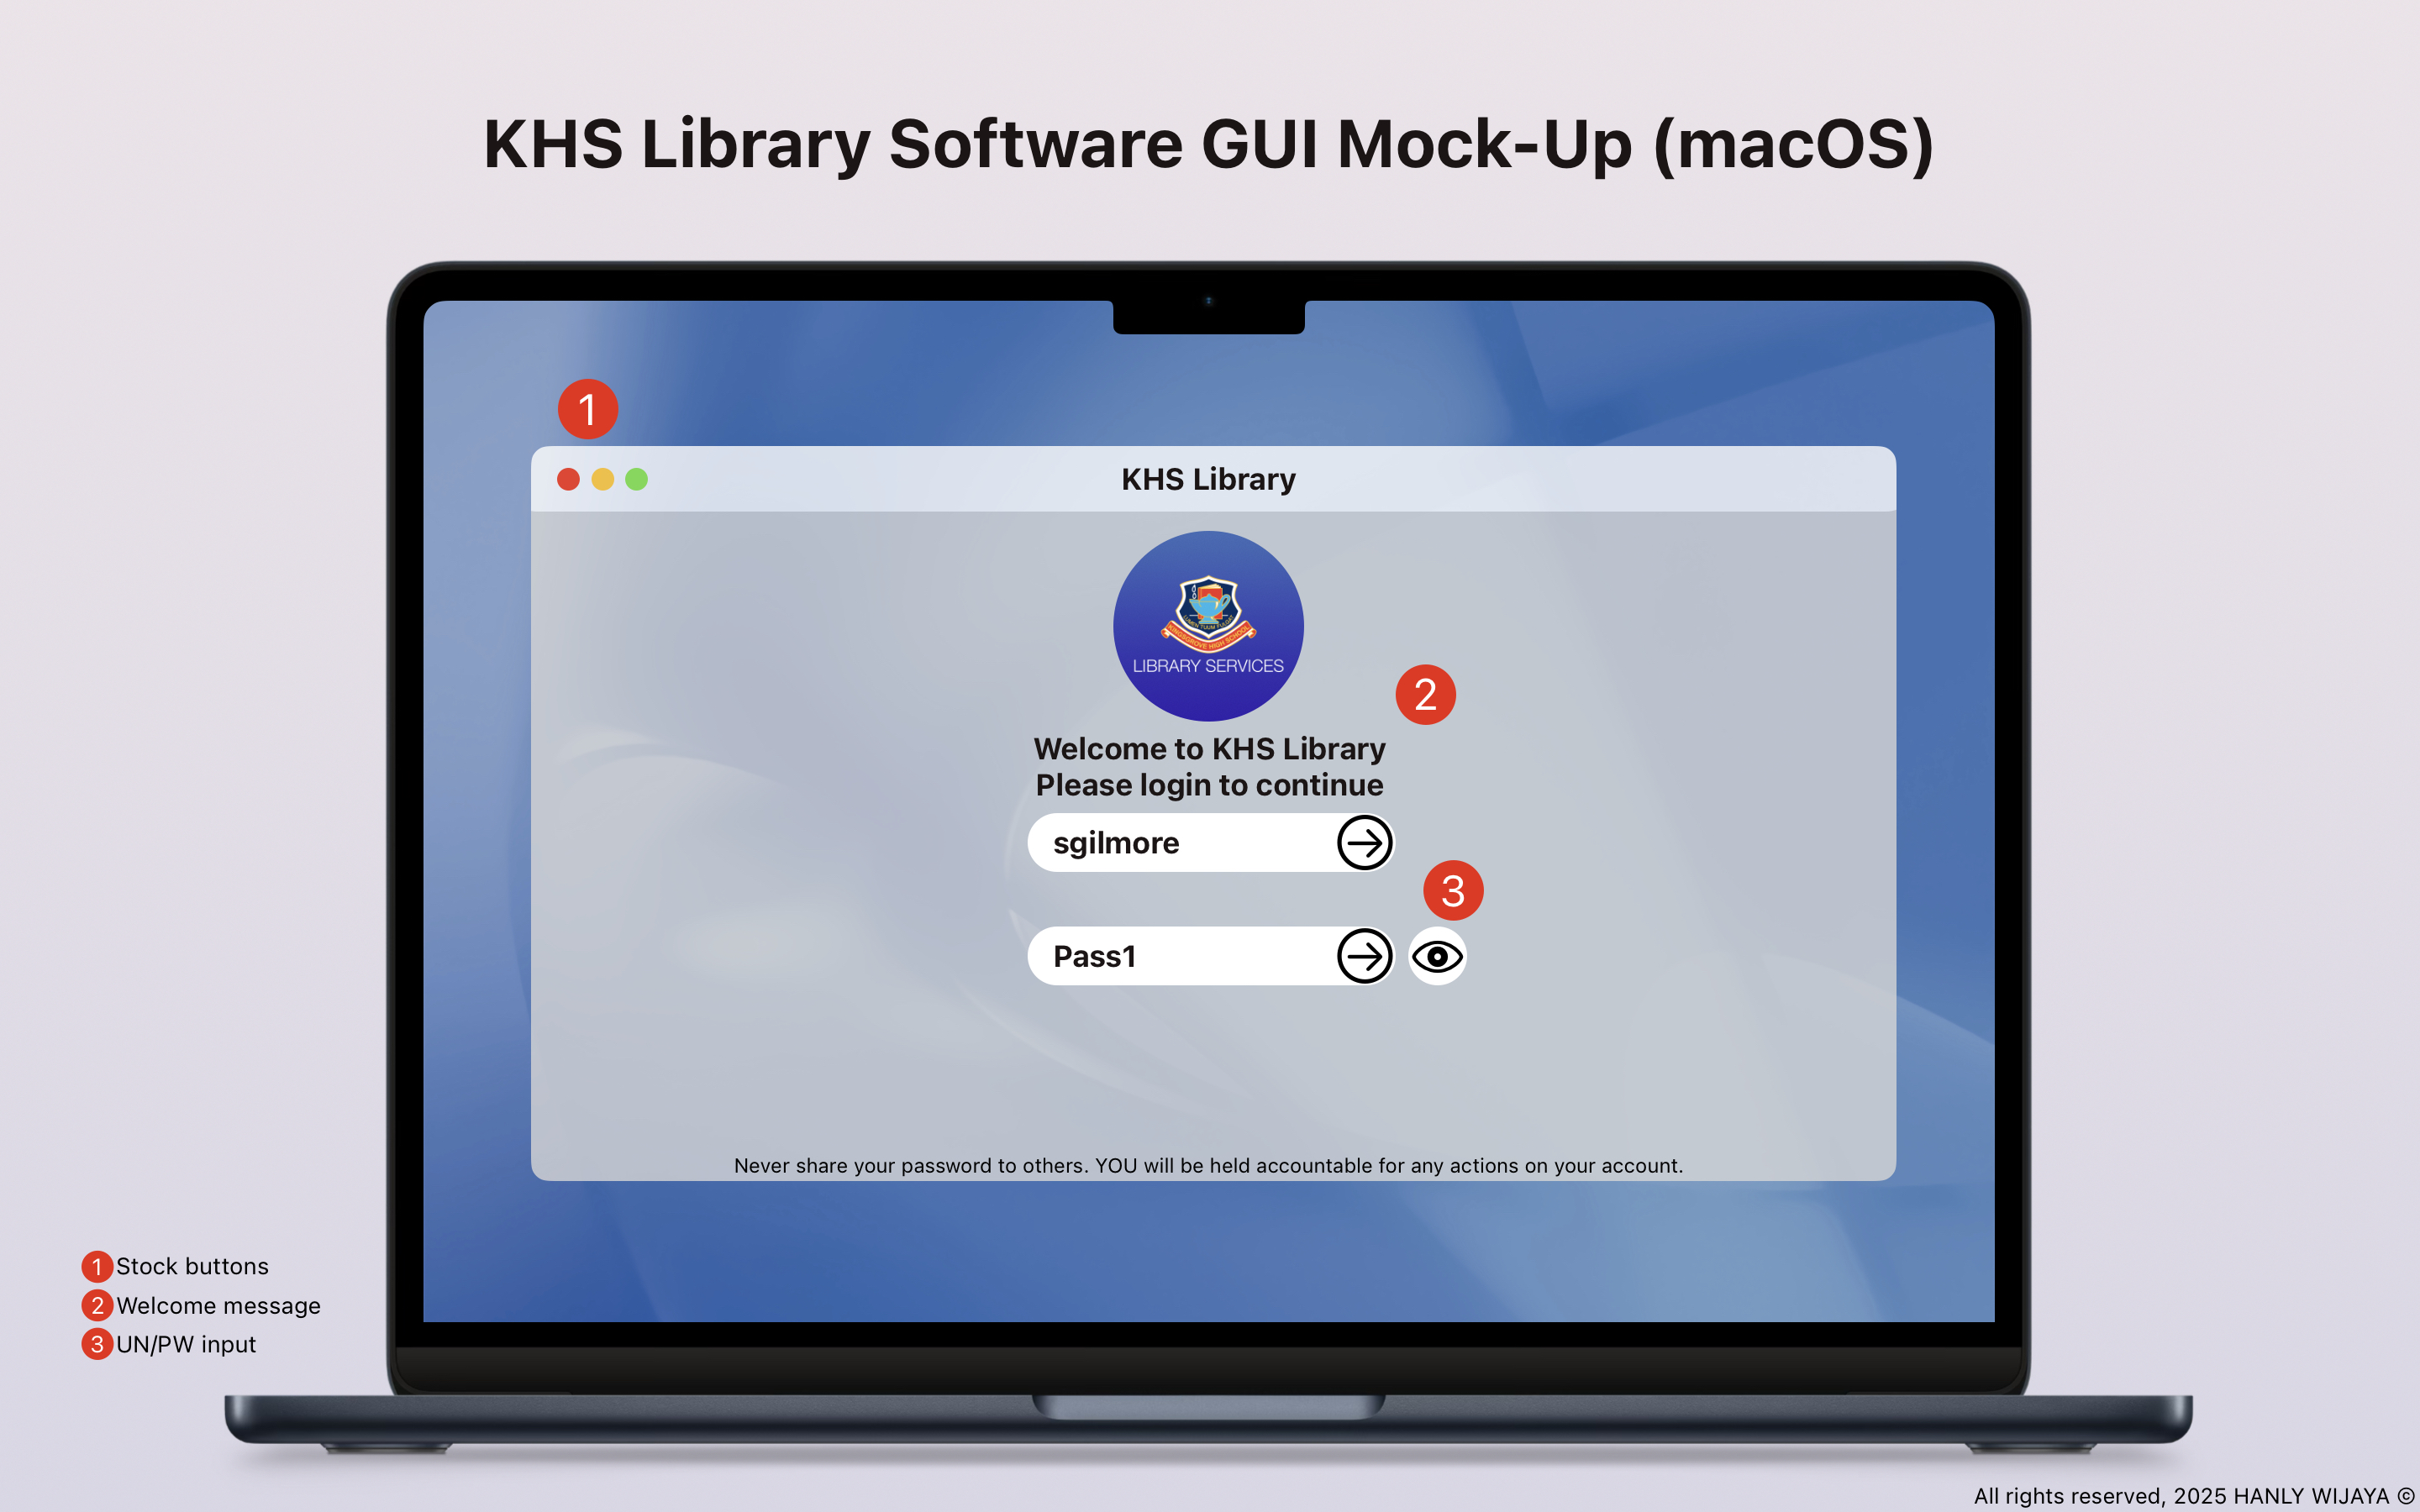 KHS Library Software GUI Mock-Up (macOS)
1
KHS Library
KINGSGROVE HIGH SCHOOL
LIBRARY SERVICES
2
Welcome to KHS Library
Please login to continue
sgilmore
3
Pass1
Never share your password to others. YOU will be held accountable for any actions on your account.
1 Stock buttons
2 Welcome message
3 UN/PW input
All rights reserved, 2025 HANLY WIJAYA ©